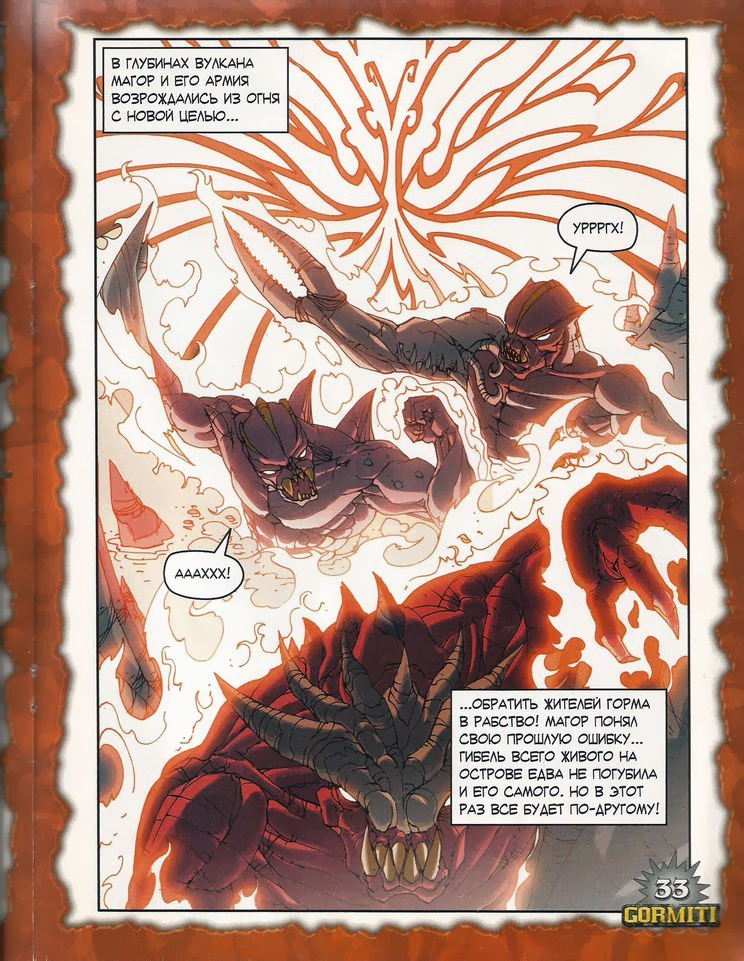 В ГЛУБИНАХ ВУЛКАНА
МАГОР И ЕГО АРМИЯ
ВОЗРОЖДАЛИСЬ ИЗ ОГНЯ
С НОВОЙ ЦЕЛЬЮ...
УРРРГХ!
АААХХХ!
...ОБРАТИТЬ ЖИТЕЛЕЙ ГОРМА
В РАБСТВО! МАГОР ПОНЯЛ
СВОЮ ПРОШЛУЮ ОШИБКУ...
ГИБЕЛЬ ВСЕГО ЖИВОГО НА
ОСТРОВЕ ЕДВА НЕ ПОГУБИЛА
И ЕГО САМОГО. НО В ЭТОТ
РАЗ ВСЕ БУДЕТ ПО-ДРУГОМУ!
33
GORMITI